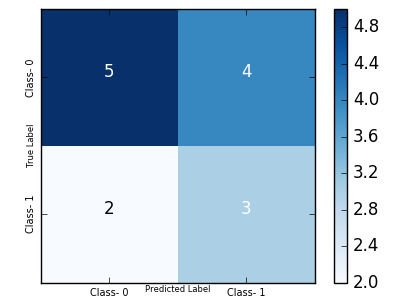 Class- 0
5
4
True Label
Class- 1
2
3
Class- 0
Predicted Label
Class- 1
4.8
4.4
4.0
3.6
3.2
2.8
2.4
2.0